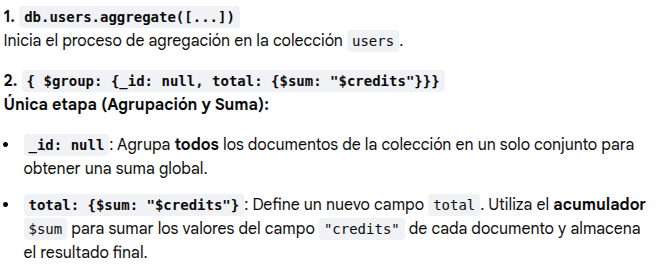 1. db.users.aggregate([...])
Inicia el proceso de agregación en la colección users.
2. { $group: {_id: null, total: {$sum: "$credits"}}}
Única etapa (Agrupación y Suma):
• _id: null: Agrupa todos los documentos de la colección en un solo conjunto para
obtener una suma global.
• total: {$sum: "$credits"}: Define un nuevo campo total. Utiliza el acumulador
$sum para sumar los valores del campo "credits" de cada documento y almacena
el resultado final.